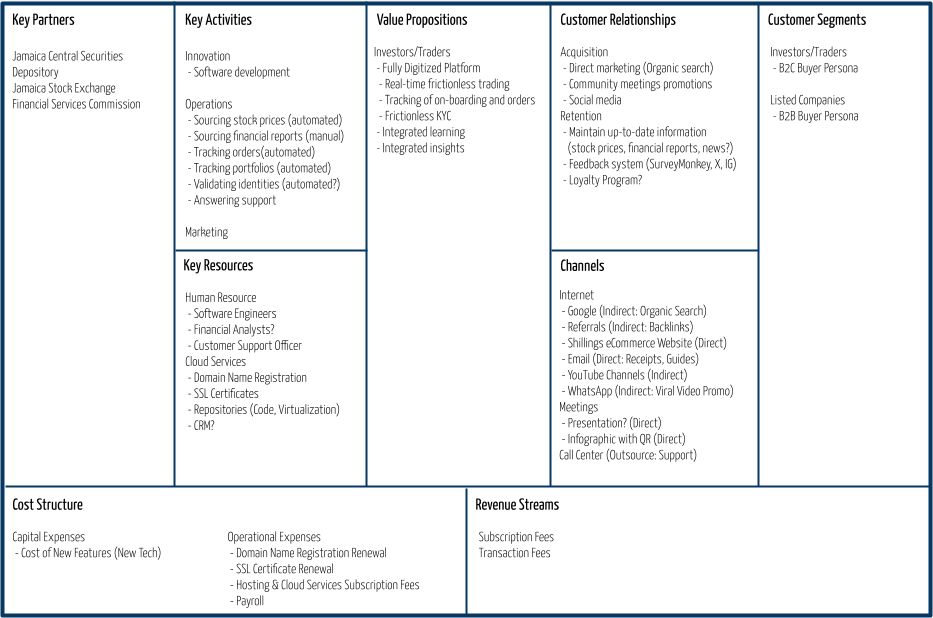 Key Partners
Jamaica Central Securities
Depository
Jamaica Stock Exchange
Financial Services Commission
Key Activities
Innovation
- Software development
Operations
- Sourcing stock prices (automated)
- Sourcing financial reports (manual)
- Tracking orders(automated)
- Tracking portfolios (automated)
- Validating identities (automated?)
- Answering support
Marketing
Key Resources
Human Resource
- Software Engineers
- Financial Analysts?
- Customer Support Officer
Cloud Services
- Domain Name Registration
- SSL Certificates
- Repositories (Code, Virtualization)
- CRM?
Value Propositions
Investors/Traders
- Fully Digitized Platform
- Real-time frictionless trading
- Tracking of on-boarding and orders
- Frictionless KYC
- Integrated learning
- Integrated insights
Customer Relationships
Acquisition
- Direct marketing (Organic search)
- Community meetings promotions
- Social media
Retention
- Maintain up-to-date information
(stock prices, financial reports, news?)
- Feedback system (SurveyMonkey, X, IG)
- Loyalty Program?
Channels
Internet
- Google (Indirect: Organic Search)
- Referrals (Indirect: Backlinks)
- Shillings eCommerce Website (Direct)
- Email (Direct: Receipts, Guides)
- YouTube Channels (Indirect)
- WhatsApp (Indirect: Viral Video Promo)
Meetings
- Presentation? (Direct)
- Infographic with QR (Direct)
Call Center (Outsource: Support)
Customer Segments
Investors/Traders
- B2C Buyer Persona
Listed Companies
- B2B Buyer Persona
Cost Structure
Capital Expenses
- Cost of New Features (New Tech)
Operational Expenses
- Domain Name Registration Renewal
- SSL Certificate Renewal
- Hosting & Cloud Services Subscription Fees
- Payroll
Revenue Streams
Subscription Fees
Transaction Fees